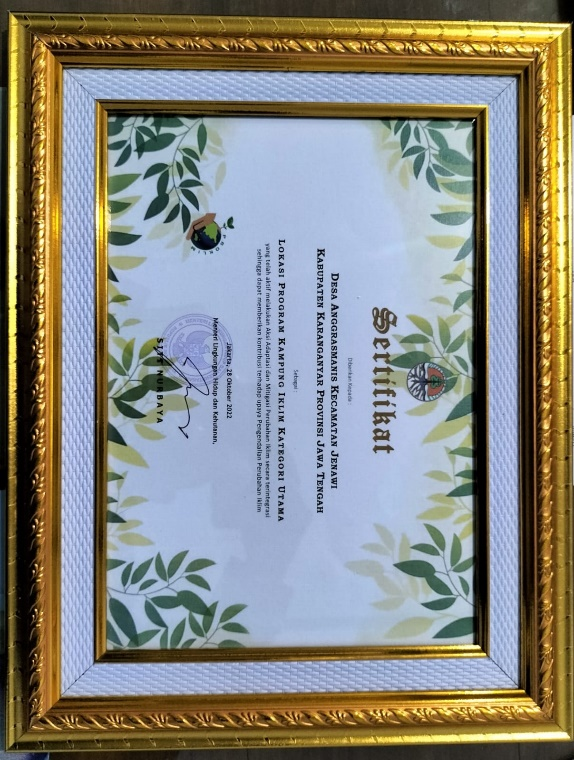 Sertifikat
Diberikan kepada :
DESA ANGGRASMANIS KECAMATAN JENAWI
KABUPATEN KARANGANYAR PROVINSI JAWA TENGAH
Sebagai :
LOKASI PROGRAM KAMPUNG IKLIM KATEGORI UTAMA
yang telah aktif melakukan Aksi Adaptasi dan Mitigasi Perubahan Iklim secara terintegrasi
sehingga dapat memberikan kontribusi terhadap upaya Pengendalian Perubahan Iklim
Jakarta, 28 Oktober 2022
Menteri Lingkungan Hidup dan Kehutanan,
SITI NURBAYA
PROKLIM